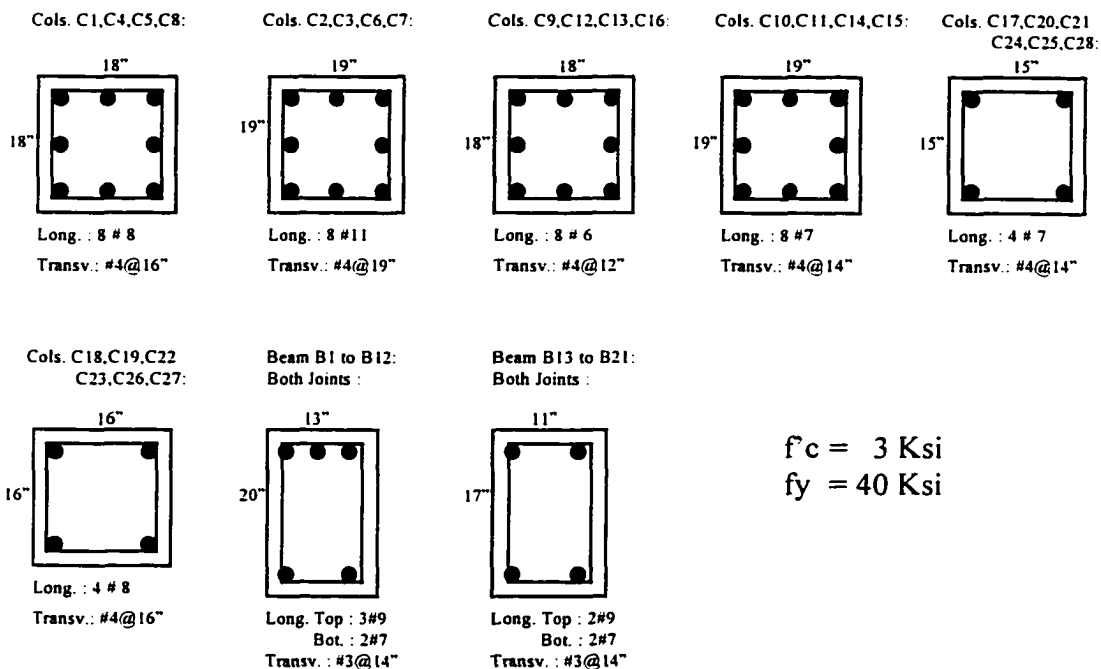 Cols. C1,C4,C5,C8:
18”
18”
Long. : 8 # 8
Transv.: #4@16”
Cols. C2,C3,C6,C7:
19”
19”
Long. : 8 #11
Transv.: #4@19”
Cols. C9,C12,C13,C16:
18”
18”
Long. : 8 # 6
Transv.: #4@12”
Cols. C10,C11,C14,C15:
19”
19”
Long. : 8 #7
Transv.: #4@14”
Cols. C17,C20,C21
C24,C25,C28:
15”
15”
Long. : 4 # 7
Transv.: #4@14”
Cols. C18,C19,C22
C23,C26,C27:
16”
16”
Long. : 4 # 8
Transv.: #4@16”
Beam B1 to B12:
Both Joints :
13”
20”
Long. Top : 3#9
Bot. : 2#7
Transv. : #3@14”
Beam B13 to B21:
Both Joints :
11”
17”
Long. Top : 2#9
Bot. : 2#7
Transv. : #3@14”
f’c = 3 Ksi
fy = 40 Ksi